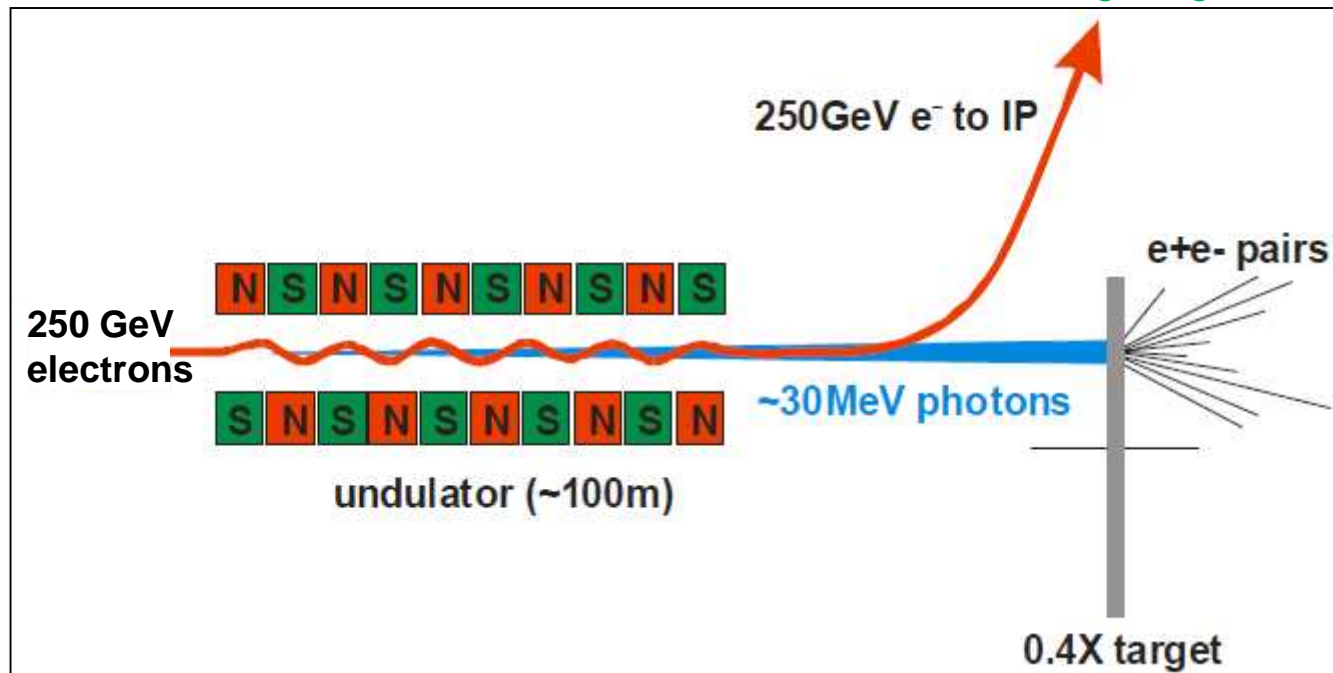 250GeV e⁻ to IP
e+e- pairs
N S N S N S N S N S
250 GeV
electrons
~30MeV photons
S N S N S N S N S N
undulator (~100m)
0.4X target